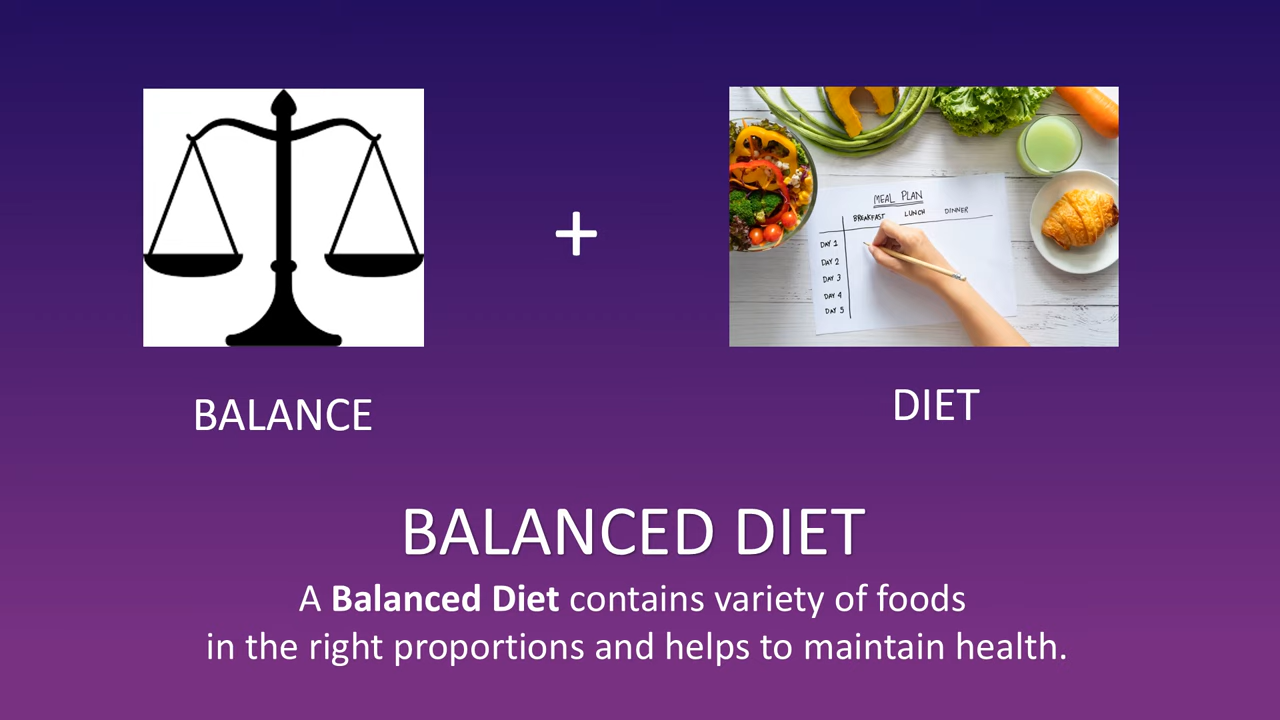 +
MEAL PLAN
BREAKFAST LUNCH DINNER
DAY 1
DAY 2
DAY 3
DAY 4
DAY 5
BALANCE
DIET
BALANCED DIET
A Balanced Diet contains variety of foods
in the right proportions and helps to maintain health.